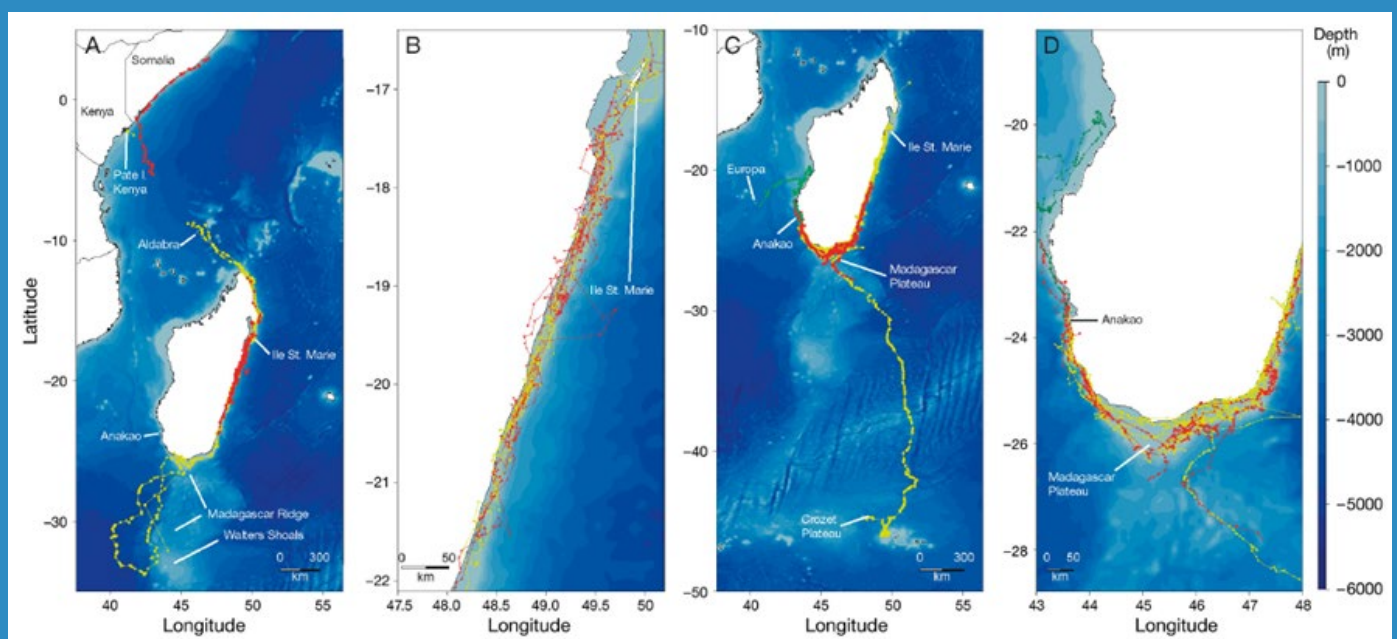 A
Somalia
0
Kenya
Pate I.
Kenya
Aldabra
-10
Ile St. Marie
-20
Anakao
Madagascar Ridge
-30
Walters Shoals
0 300
km
40 45 50 55
Longitude
Latitude
B
-17
-18
Ile St. Marie
-19
-20
-21
0 50
km
-22
47.5 48.0 48.5 49.0 49.5 50
Longitude
C
-10
Ile St. Marie
-20
Europa
Anakao
Madagascar
Plateau
-30
-40
Crozet
Plateau
0 300
km
-50
40 45 50 55
Longitude
D
-20
-22
Anakao
-24
-26
Madagascar
Plateau
0 50
km
-28
43 44 45 46 47 48
Longitude
Depth
(m)
0
-1000
-2000
-3000
-4000
-5000
-6000